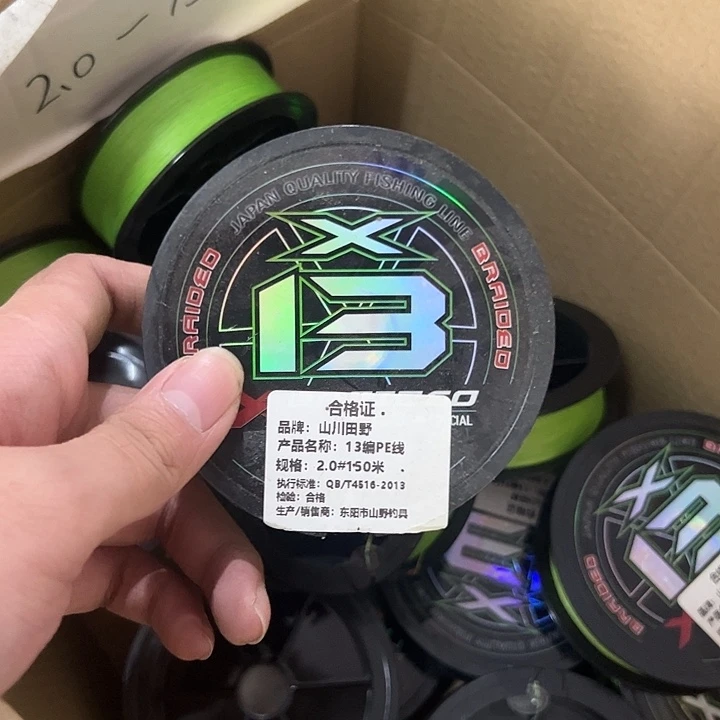 2.0-
JAPAN QUALITY FISHING LINE
BRAIDED
X
13
BRAIDED
合格证.
品牌: 山川田野
产品名称: 13编PE线
规格: 2.0#150米 .
执行标准: QB/T4516-2013
检验: 合格
生产/销售商: 东阳市山野钓具
BRAIDED
X